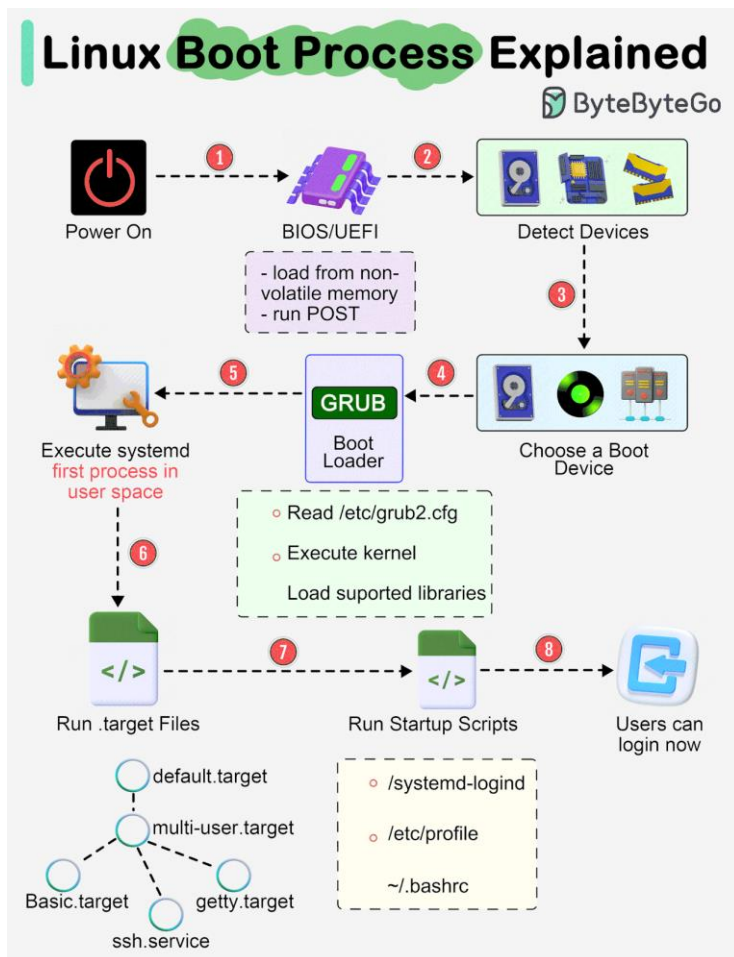 Linux Boot Process Explained
ByteByteGo
1
2
Power On
BIOS/UEFI
Detect Devices
- load from non-
volatile memory
- run POST
3
5
4
GRUB
Boot
Loader
Execute systemd
first process in
user space
Choose a Boot
Device
Read /etc/grub2.cfg
Execute kernel
Load suported libraries
6
7
8
</>
</>
Run .target Files
Run Startup Scripts
Users can
login now
default.target
multi-user.target
Basic.target
getty.target
ssh.service
/systemd-logind
/etc/profile
~/.bashrc